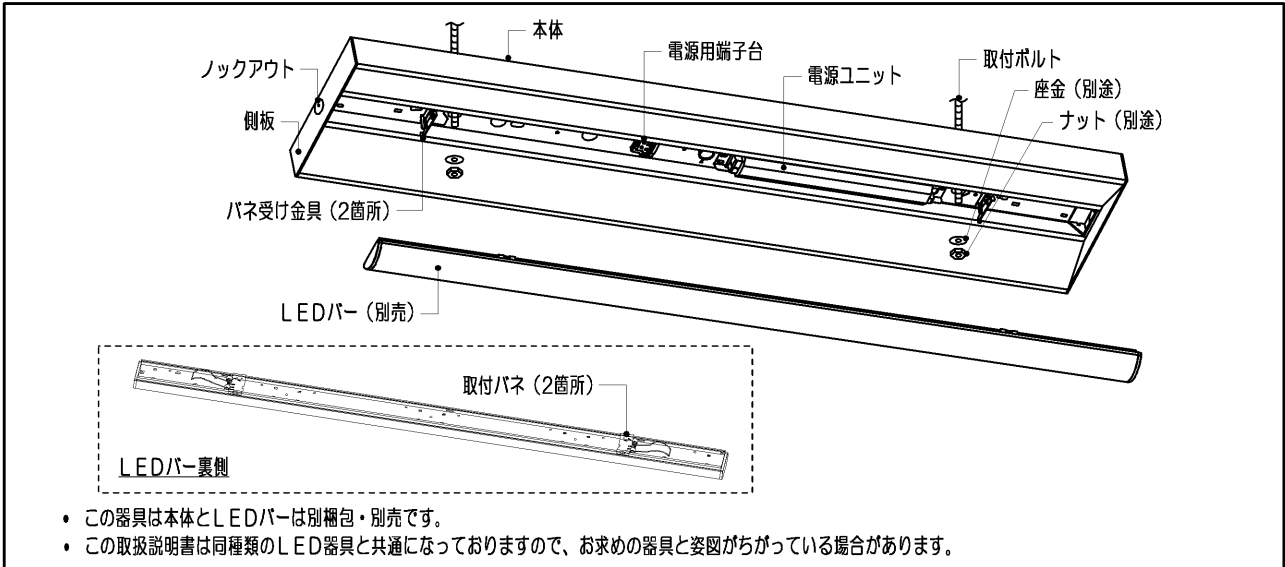 本体
電源用端子台
電源ユニット
取付ボルト
座金（別途）
ナット（別途）
ノックアウト
側板
バネ受け金具（2箇所）
ＬＥＤバー（別売）
取付バネ（2箇所）
ＬＥＤバー裏側
• この器具は本体とＬＥＤバーは別梱包・別売です。
• この取扱説明書は同種類のＬＥＤ器具と共通になっておりますので、お求めの器具と姿図がちがっている場合があります。